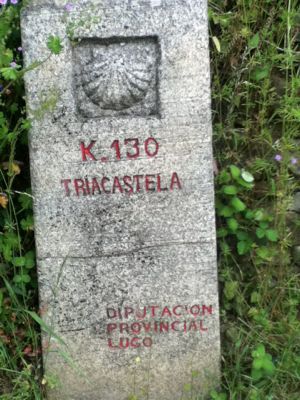 K.130
TRIACASTELA
DIPUTACION
PROVINCIAL
LUGO